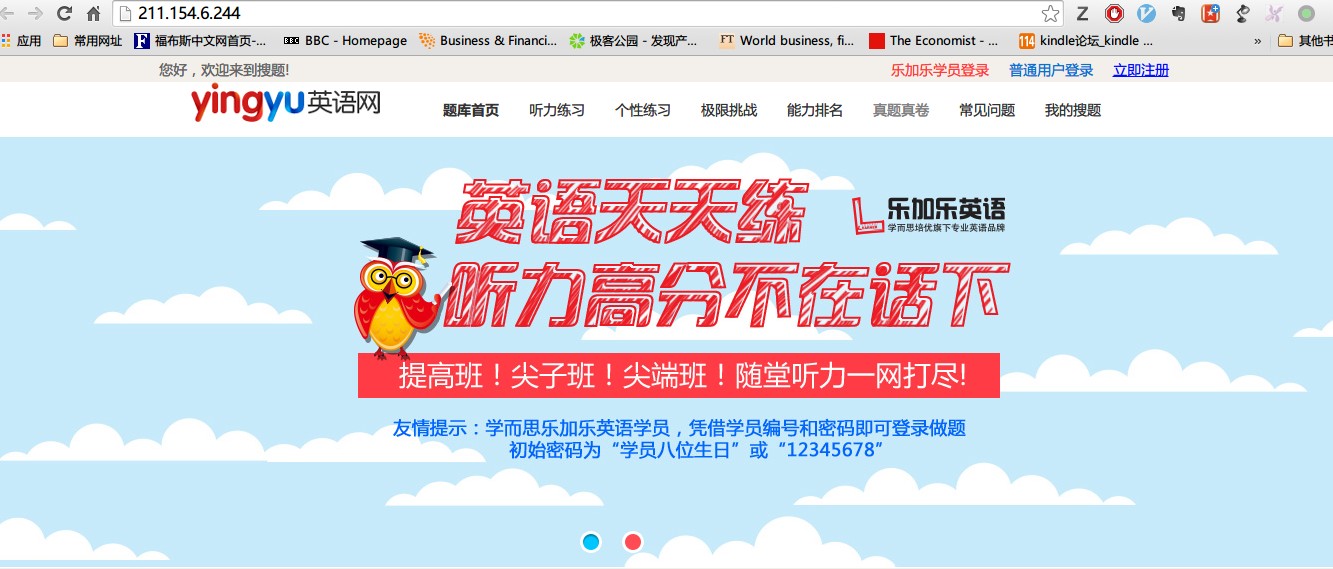 211.154.6.244
应用 常用网址 F 福布斯中文网首页-... BBC BBC - Homepage Business & Financi... 极客公园 - 发现产... FT World business, fi... The Economist - ... 114 kindle论坛_kindle ... » 其他书
您好，欢迎来到搜题! 乐加乐学员登录 普通用户登录 立即注册
yingyu英语网 题库首页 听力练习 个性练习 极限挑战 能力排名 真题真卷 常见问题 我的搜题
英语天天练
乐加乐英语
学而思培优旗下专业英语品牌
听力高分不在话下
提高班！尖子班！尖端班！随堂听力一网打尽!
友情提示：学而思乐加乐英语学员，凭借学员编号和密码即可登录做题
初始密码为“学员八位生日”或“12345678”